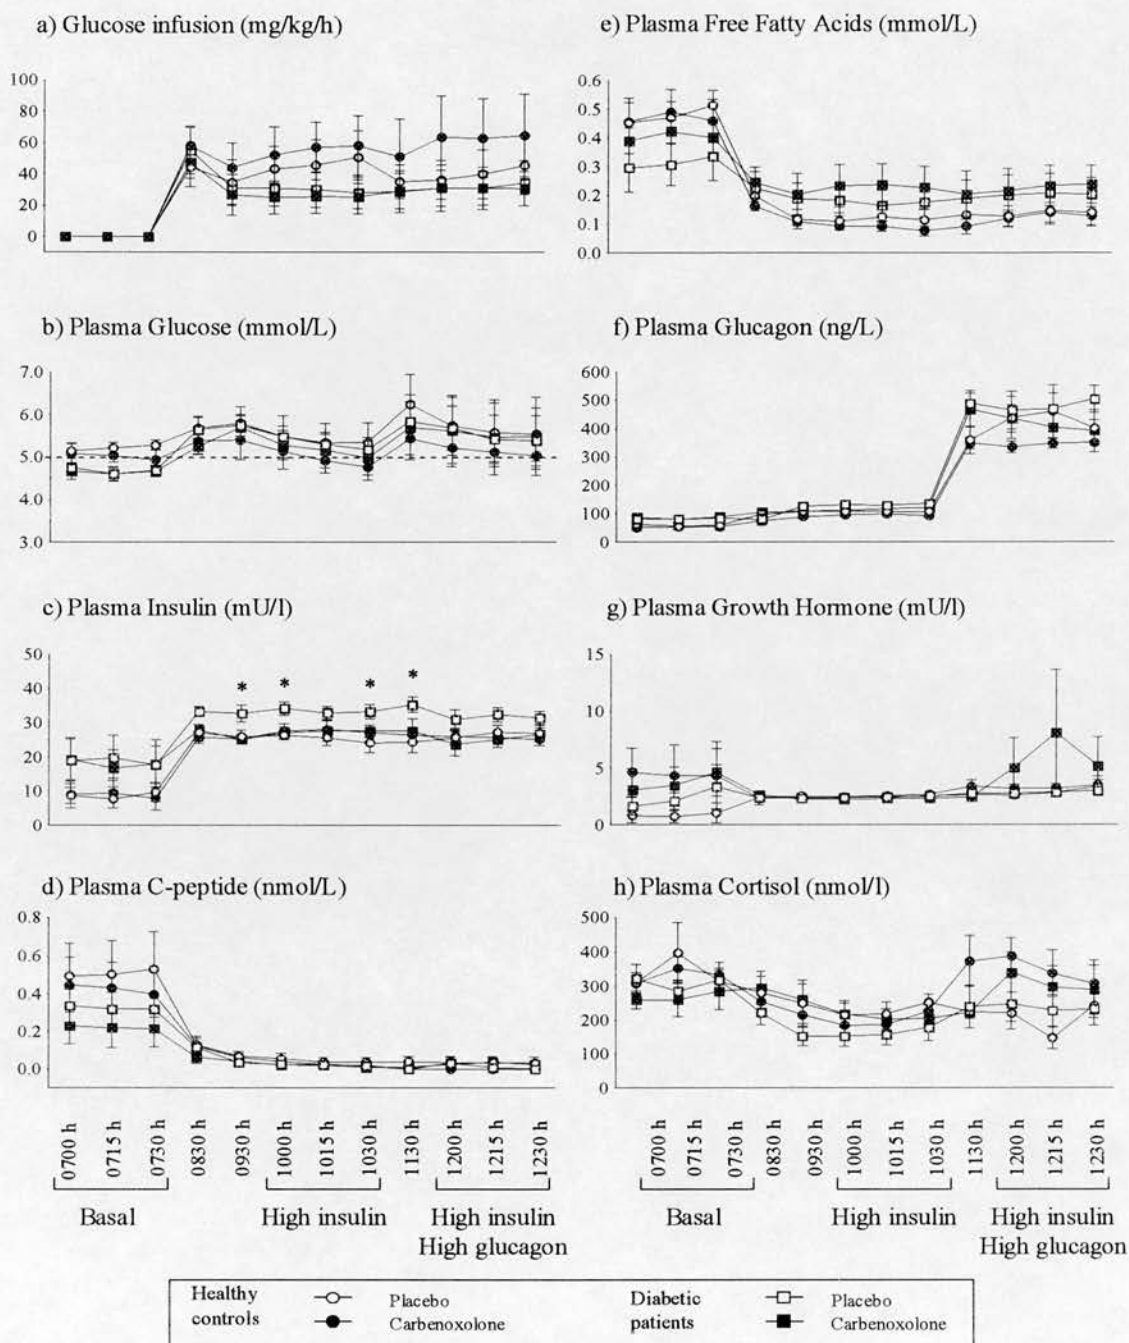 a) Glucose infusion (mg/kg/h)
100
80
60
40
20
0
b) Plasma Glucose (mmol/L)
7.0
6.0
5.0
4.0
3.0
c) Plasma Insulin (mU/l)
50
40
30
20
10
0
* * * *
d) Plasma C-peptide (nmol/L)
0.8
0.6
0.4
0.2
0.0
0700 h
0715 h
0730 h
0830 h
0930 h
1000 h
1015 h
1030 h
1130 h
1200 h
1215 h
1230 h
Basal
High insulin
High insulin
High glucagon
e) Plasma Free Fatty Acids (mmol/L)
0.6
0.5
0.4
0.3
0.2
0.1
0.0
f) Plasma Glucagon (ng/L)
600
500
400
300
200
100
0
g) Plasma Growth Hormone (mU/l)
15
10
5
0
h) Plasma Cortisol (nmol/l)
500
400
300
200
100
0
0700 h
0715 h
0730 h
0830 h
0930 h
1000 h
1015 h
1030 h
1130 h
1200 h
1215 h
1230 h
Basal
High insulin
High insulin
High glucagon
Healthy
controls
Placebo
Carbenoxolone
Diabetic
patients
Placebo
Carbenoxolone